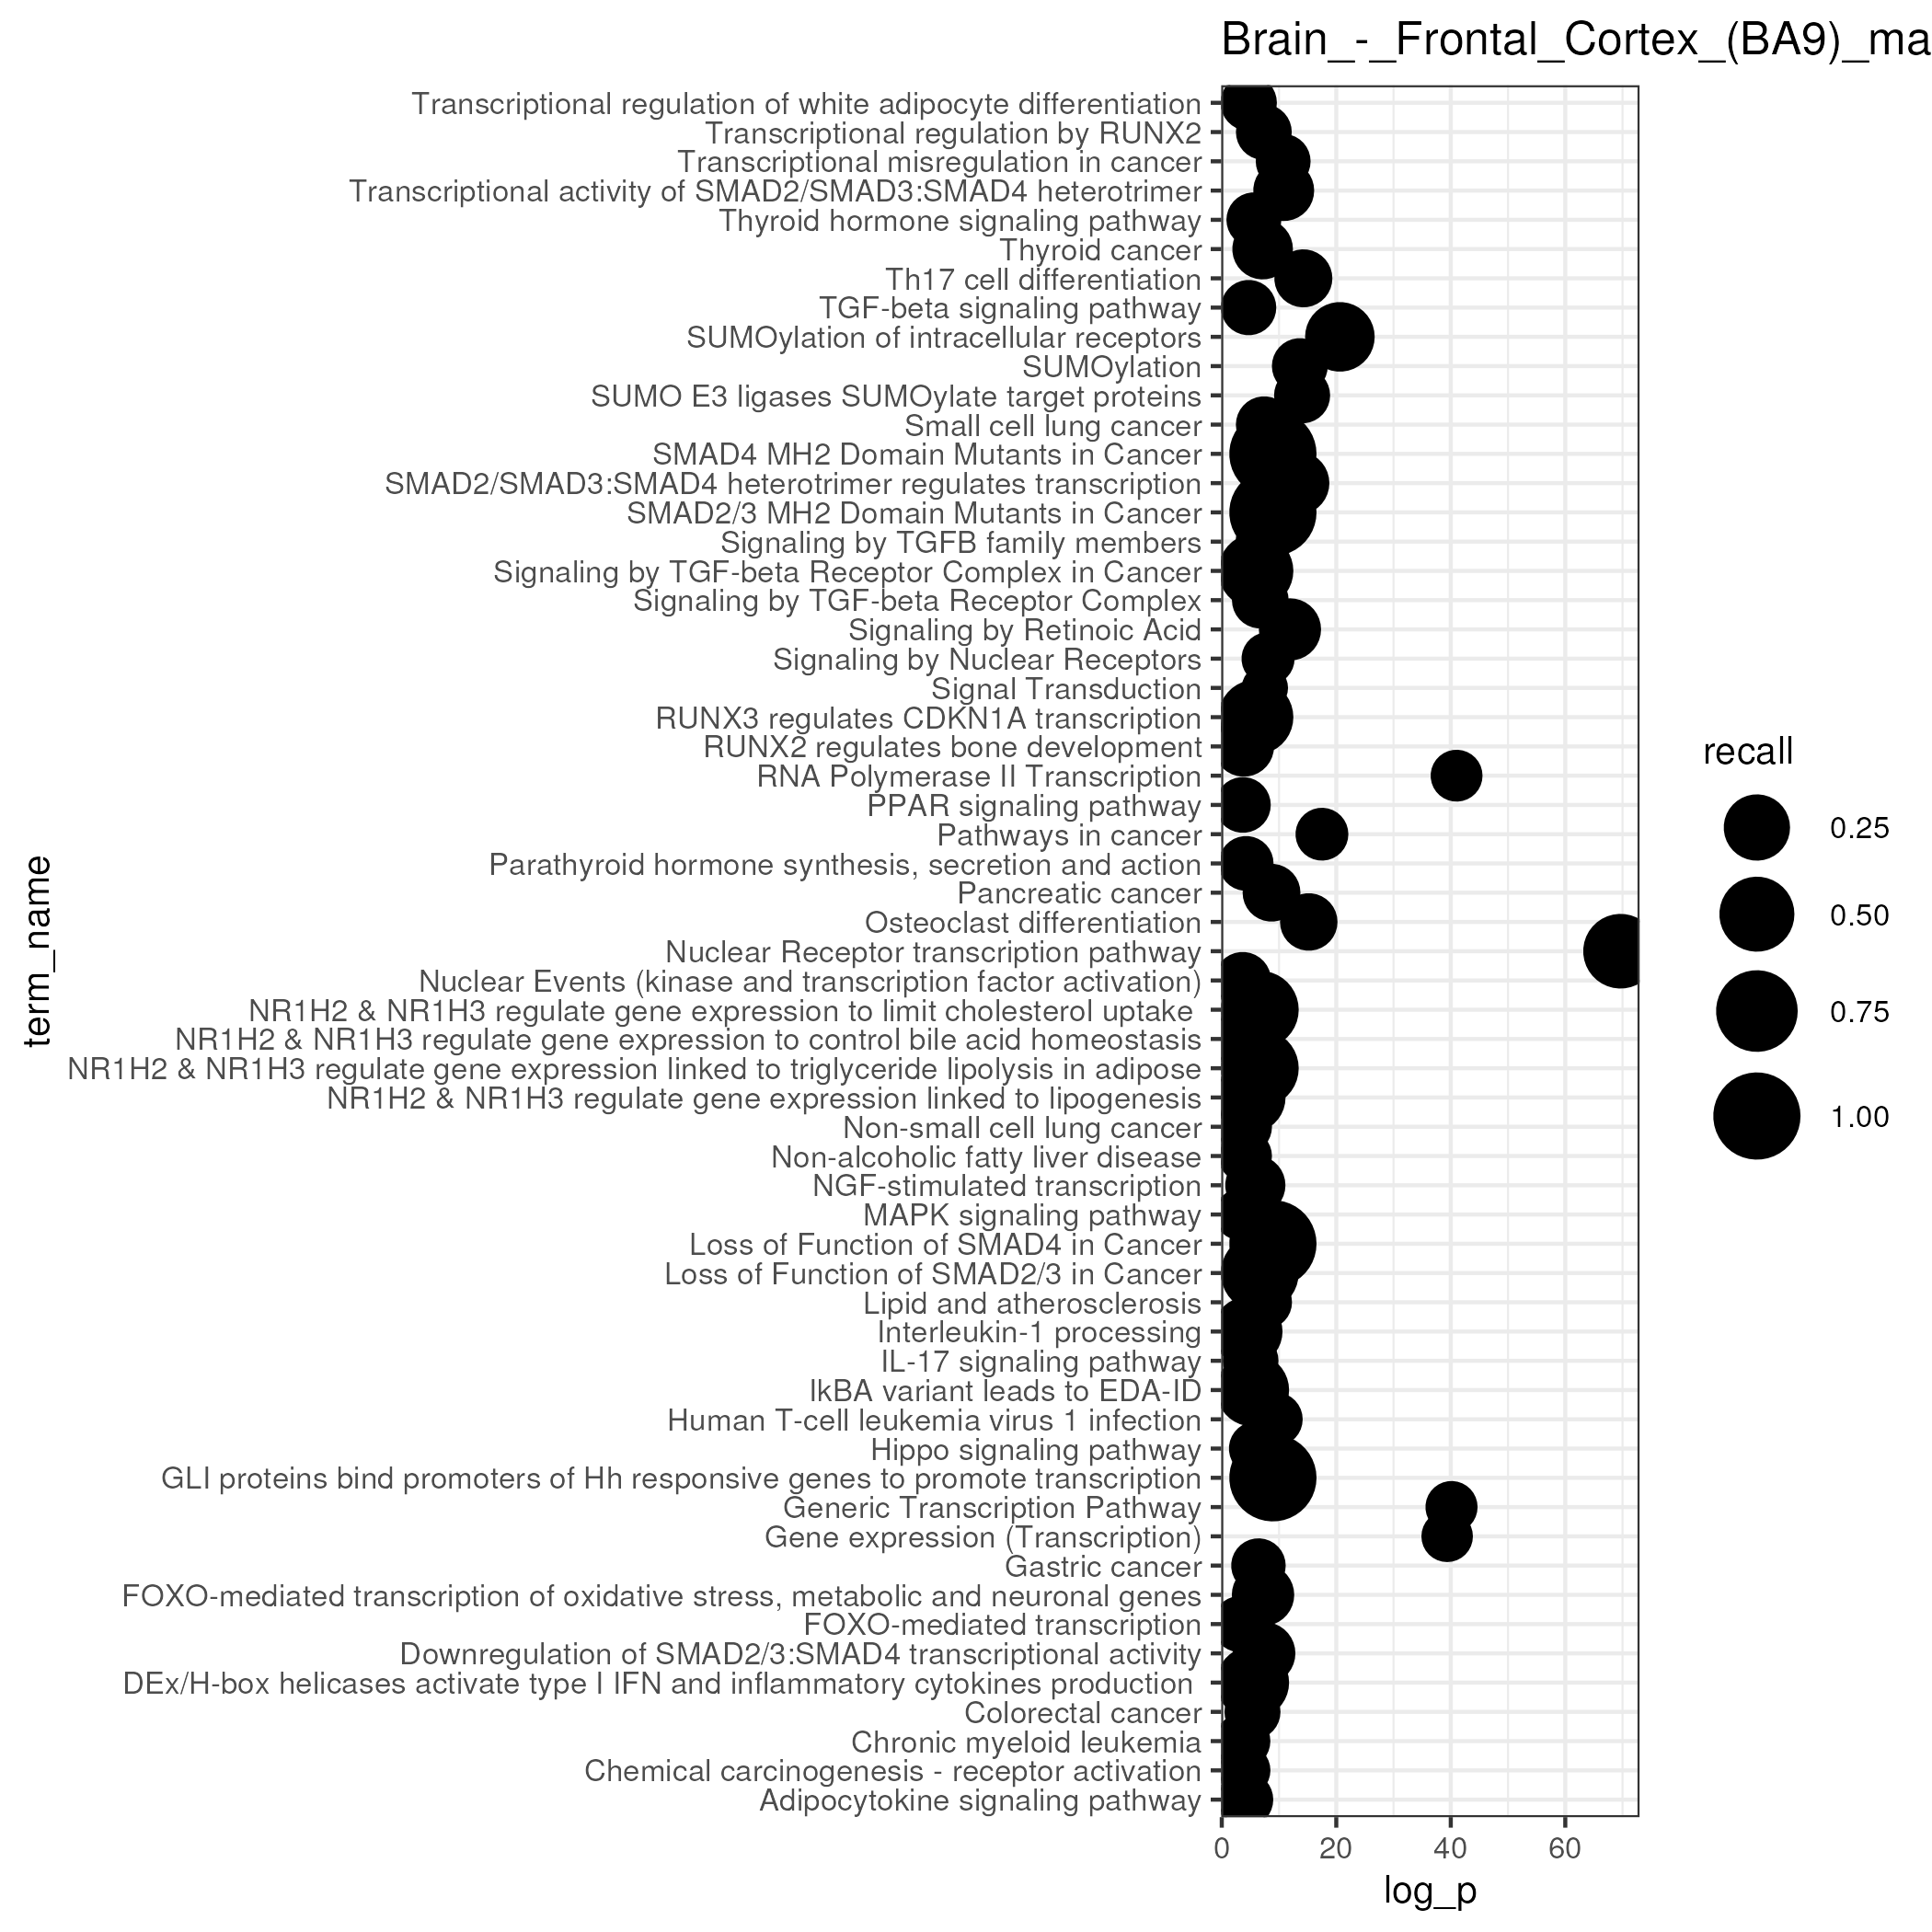 Brain_-_Frontal_Cortex_(BA9)_ma
Transcriptional regulation of white adipocyte differentiation
Transcriptional regulation by RUNX2
Transcriptional misregulation in cancer
Transcriptional activity of SMAD2/SMAD3:SMAD4 heterotrimer
Thyroid hormone signaling pathway
Thyroid cancer
Th17 cell differentiation
TGF-beta signaling pathway
SUMOylation of intracellular receptors
SUMOylation
SUMO E3 ligases SUMOylate target proteins
Small cell lung cancer
SMAD4 MH2 Domain Mutants in Cancer
SMAD2/SMAD3:SMAD4 heterotrimer regulates transcription
SMAD2/3 MH2 Domain Mutants in Cancer
Signaling by TGFB family members
Signaling by TGF-beta Receptor Complex in Cancer
Signaling by TGF-beta Receptor Complex
Signaling by Retinoic Acid
Signaling by Nuclear Receptors
Signal Transduction
RUNX3 regulates CDKN1A transcription
RUNX2 regulates bone development
RNA Polymerase II Transcription
PPAR signaling pathway
Pathways in cancer
Parathyroid hormone synthesis, secretion and action
Pancreatic cancer
Osteoclast differentiation
Nuclear Receptor transcription pathway
Nuclear Events (kinase and transcription factor activation)
NR1H2 & NR1H3 regulate gene expression to limit cholesterol uptake
NR1H2 & NR1H3 regulate gene expression to control bile acid homeostasis
NR1H2 & NR1H3 regulate gene expression linked to triglyceride lipolysis in adipose
NR1H2 & NR1H3 regulate gene expression linked to lipogenesis
Non-small cell lung cancer
Non-alcoholic fatty liver disease
NGF-stimulated transcription
MAPK signaling pathway
Loss of Function of SMAD4 in Cancer
Loss of Function of SMAD2/3 in Cancer
Lipid and atherosclerosis
Interleukin-1 processing
IL-17 signaling pathway
IkBA variant leads to EDA-ID
Human T-cell leukemia virus 1 infection
Hippo signaling pathway
GLI proteins bind promoters of Hh responsive genes to promote transcription
Generic Transcription Pathway
Gene expression (Transcription)
Gastric cancer
FOXO-mediated transcription of oxidative stress, metabolic and neuronal genes
FOXO-mediated transcription
Downregulation of SMAD2/3:SMAD4 transcriptional activity
DEx/H-box helicases activate type I IFN and inflammatory cytokines production
Colorectal cancer
Chronic myeloid leukemia
Chemical carcinogenesis - receptor activation
Adipocytokine signaling pathway
term_name
0 20 40 60
log_p
recall
0.25
0.50
0.75
1.00